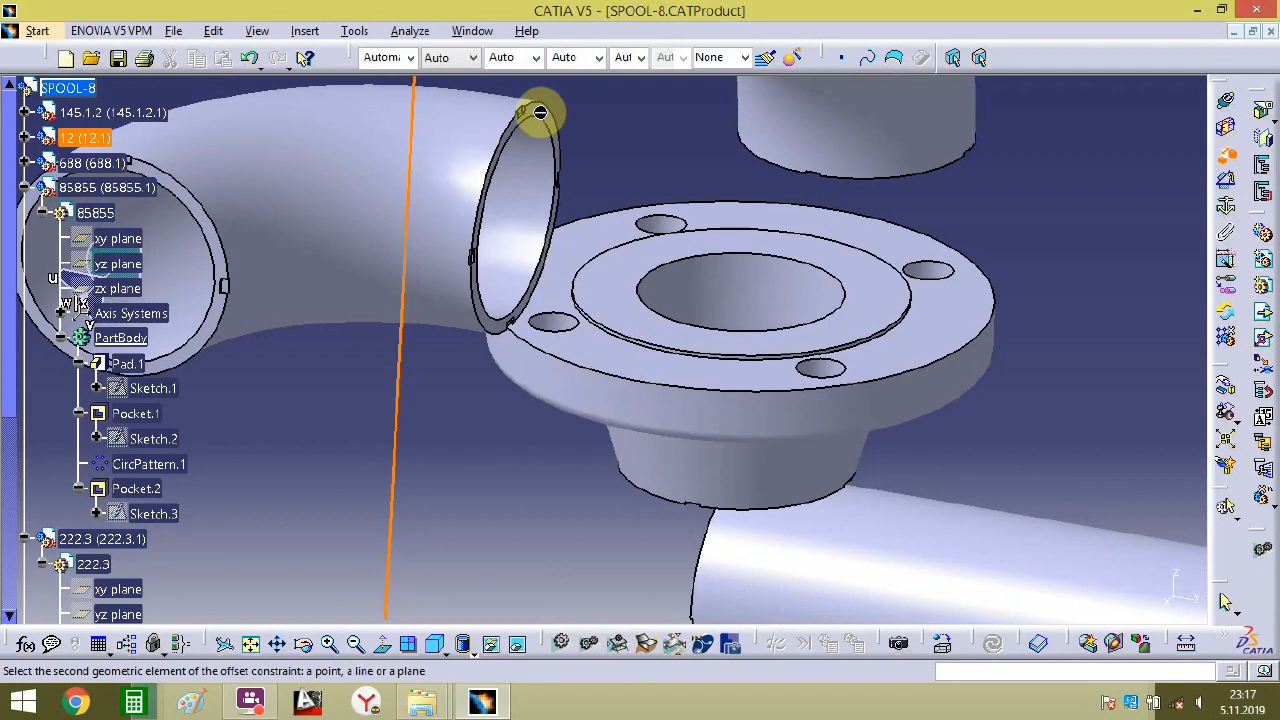 CATIA V5 - [SPOOL-8.CATProduct]
Start ENOVIA V5 VPM File Edit View Insert Tools Analyze Window Help
Automa Auto Auto Auto Aut Aut None
SPOOL-8
145.1.2 (145.1.2.1)
12 (12.1)
688 (688.1)
85855 (85855.1)
85855
xy plane
yz plane
zx plane
Axis Systems
PartBody
Pad.1
Sketch.1
Pocket.1
Sketch.2
CircPattern.1
Pocket.2
Sketch.3
222.3 (222.3.1)
222.3
xy plane
yz plane
u
w x
y
z
x y
Select the second geometric element of the offset constraint: a point, a line or a plane
CATIA
23:17
5.11.2019